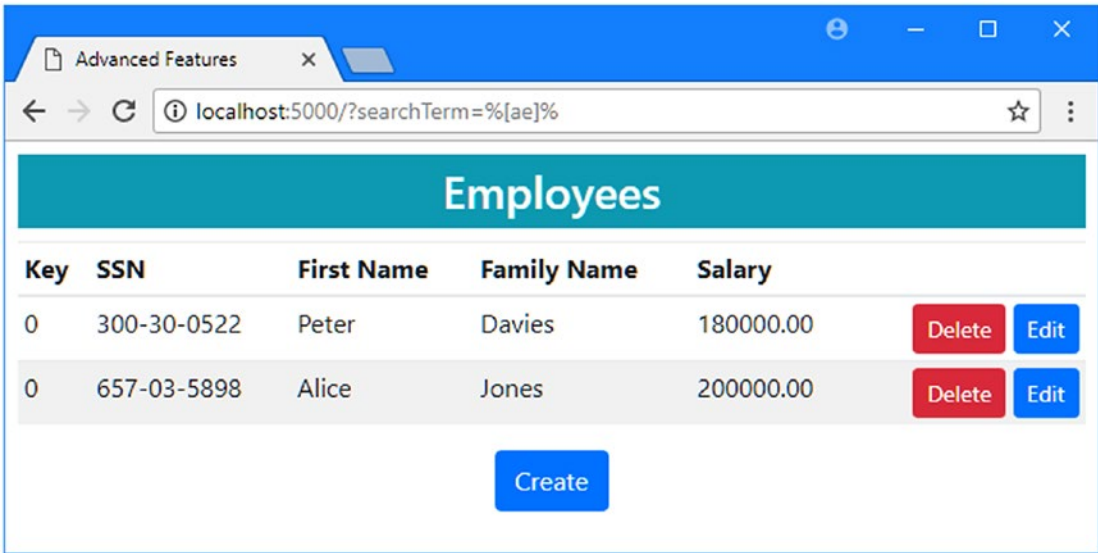 Advanced Features
localhost:5000/?searchTerm=%[ae]%
Employees
Key SSN First Name Family Name Salary
0 300-30-0522 Peter Davies 180000.00 Delete Edit
0 657-03-5898 Alice Jones 200000.00 Delete Edit
Create